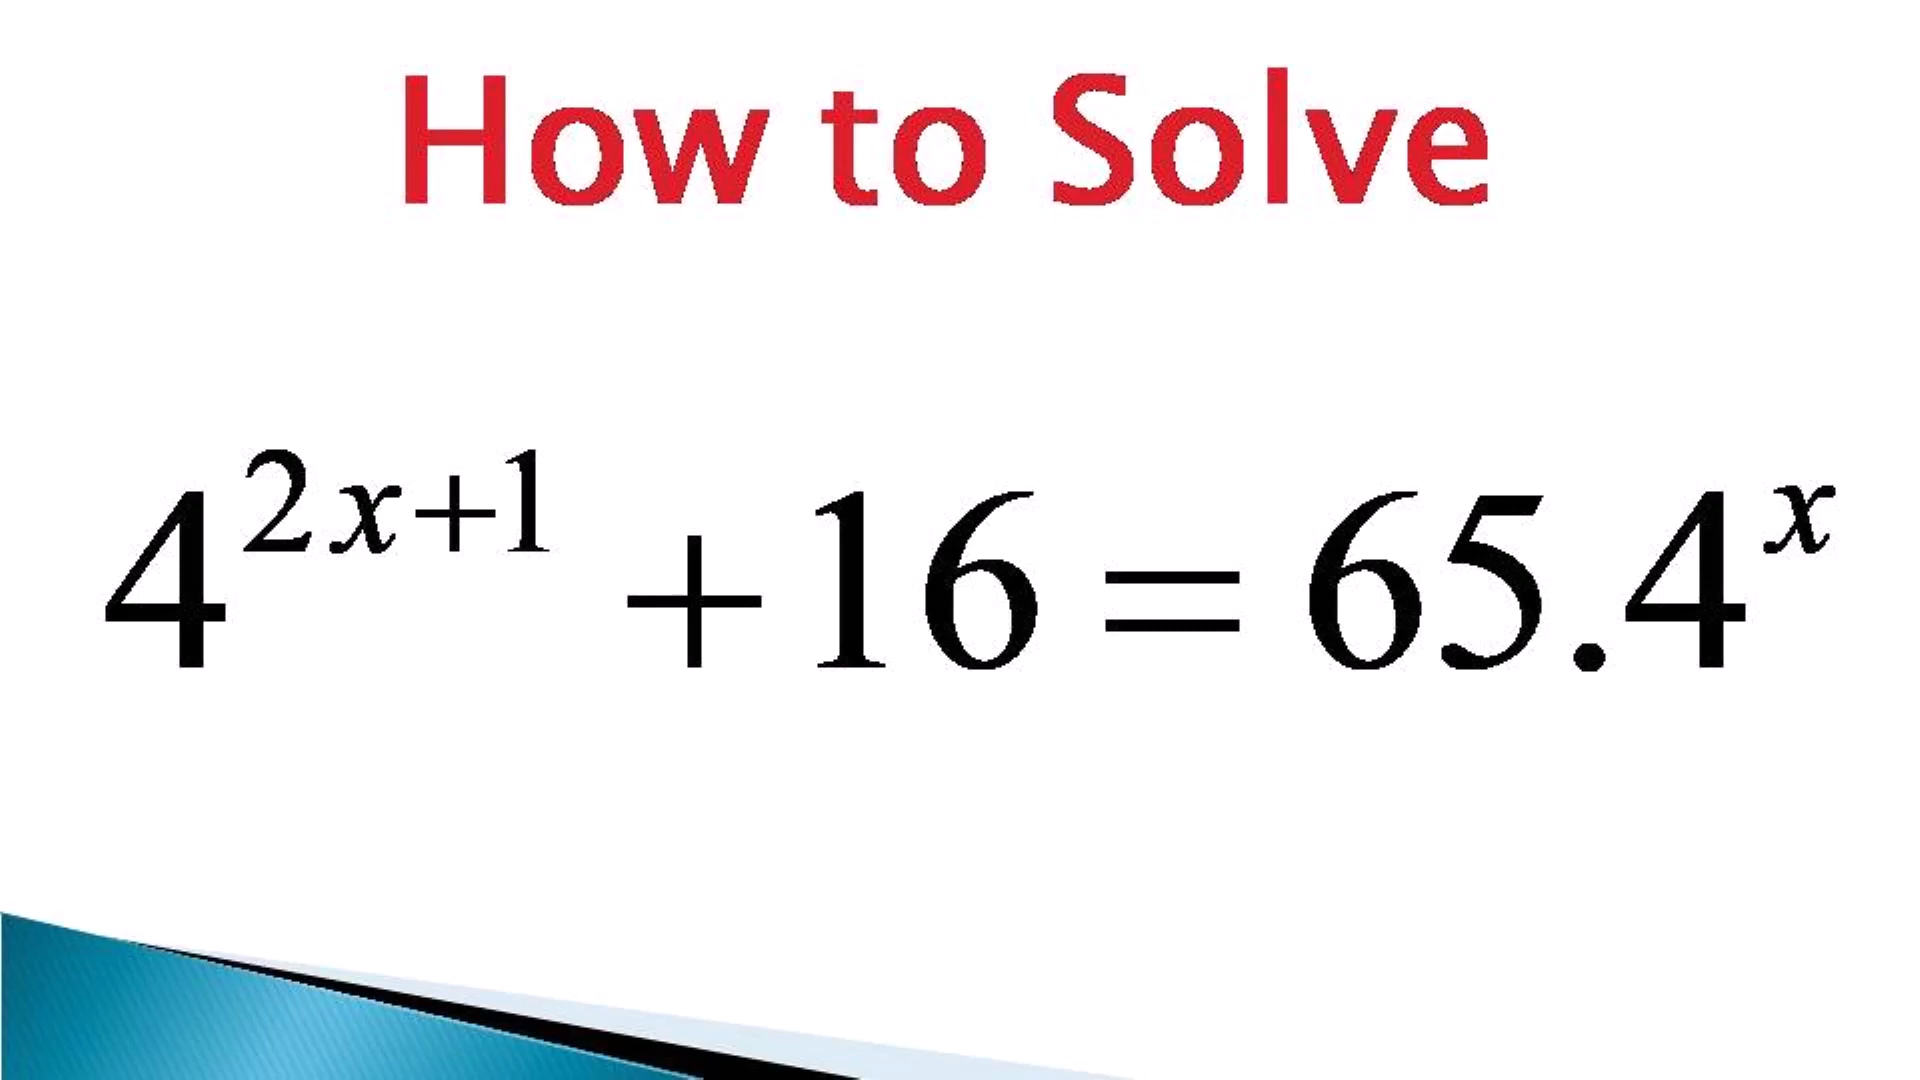 How to Solve
4^{2x+1} + 16 = 65.4^x